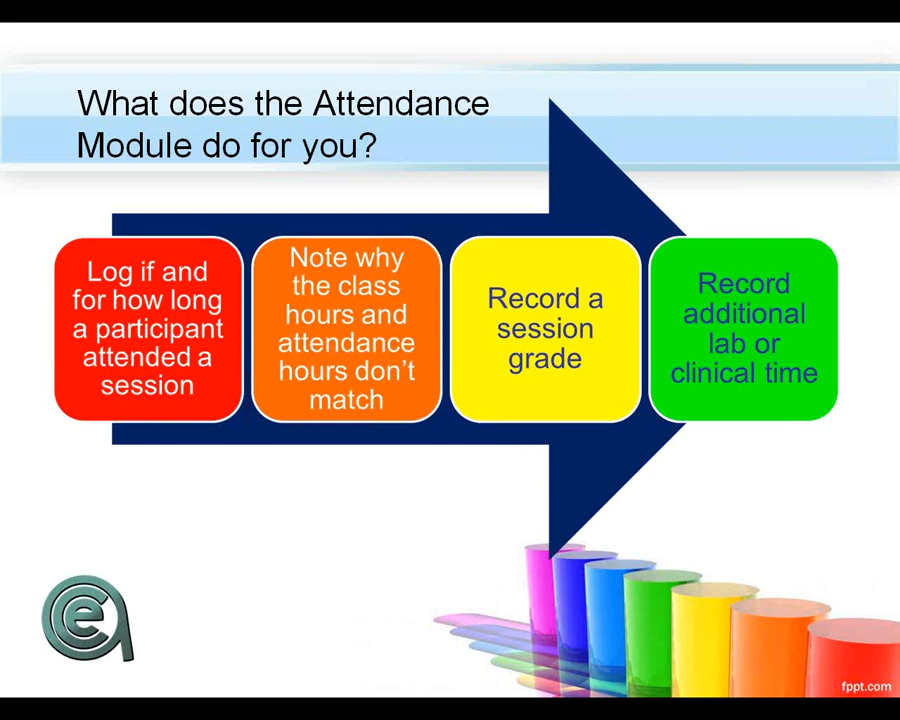 What does the Attendance
Module do for you?
Log if and
for how long
a participant
attended a
session
Note why
the class
hours and
attendance
hours don’t
match
Record a
session
grade
Record
additional
lab or
clinical time
fppt.com